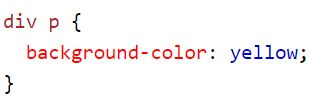 div p {
  background-color: yellow;
}